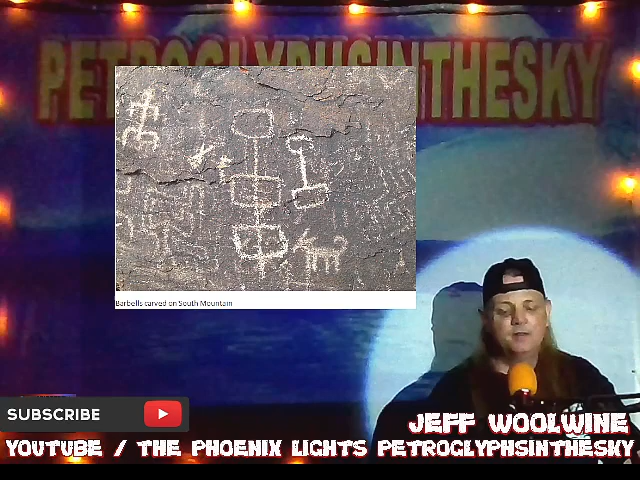 PETROGLYPHSINTHESKY
Barbells carved on South Mountain
SUBSCRIBE
JEFF WOOLWINE
YOUTUBE / THE PHOENIX LIGHTS PETROGLYPHSINTHESKY